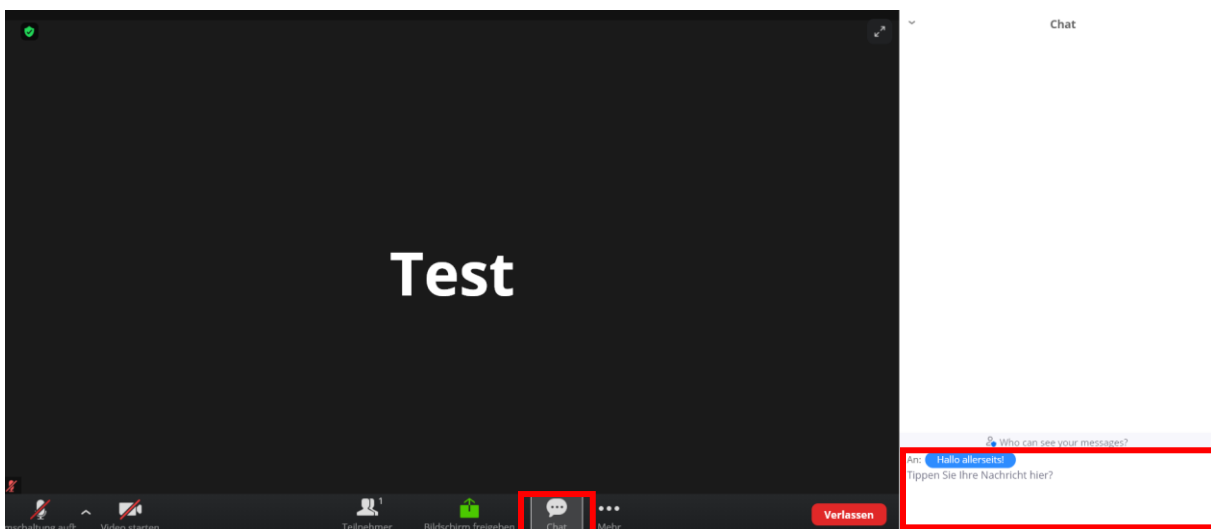 Chat
Test
Who can see your messages?
An: Hallo allerseits!
Tippen Sie Ihre Nachricht hier?
Video starten
Teilnehmer 1
Bildschirm freigeben
Chat
Mehr
Verlassen